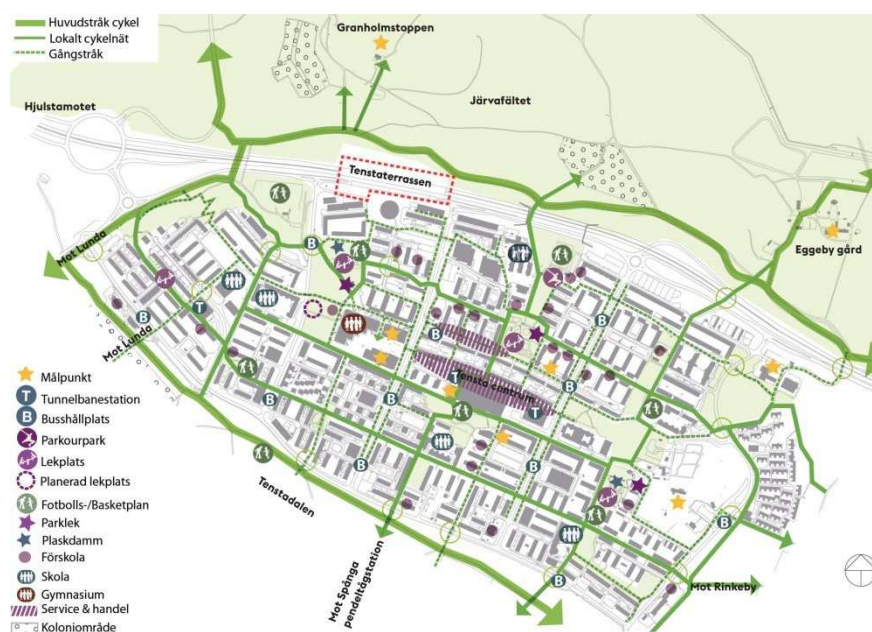 Huvudstråk cykel
Lokalt cykelnät
Gångstråk
Granholmstoppen
Järvafältet
Hjulstamotet
Tenstaterrassen
Eggeby gård
Mot Lunda
Mot Lunda
B
B
T
B
B
B
B
B
B
B
B
B
B
B
T
T
Tensta centrum
Tenstadalen
Mot Spånga
pendeltågstation
Mot Rinkeby
Målpunkt
T Tunnelbanestation
B Busshållplats
Parkourpark
Lekplats
Planerad lekplats
Fotbolls-/Basketplan
Parklek
Plaskdamm
Förskola
Skola
Gymnasium
Service & handel
Koloniområde